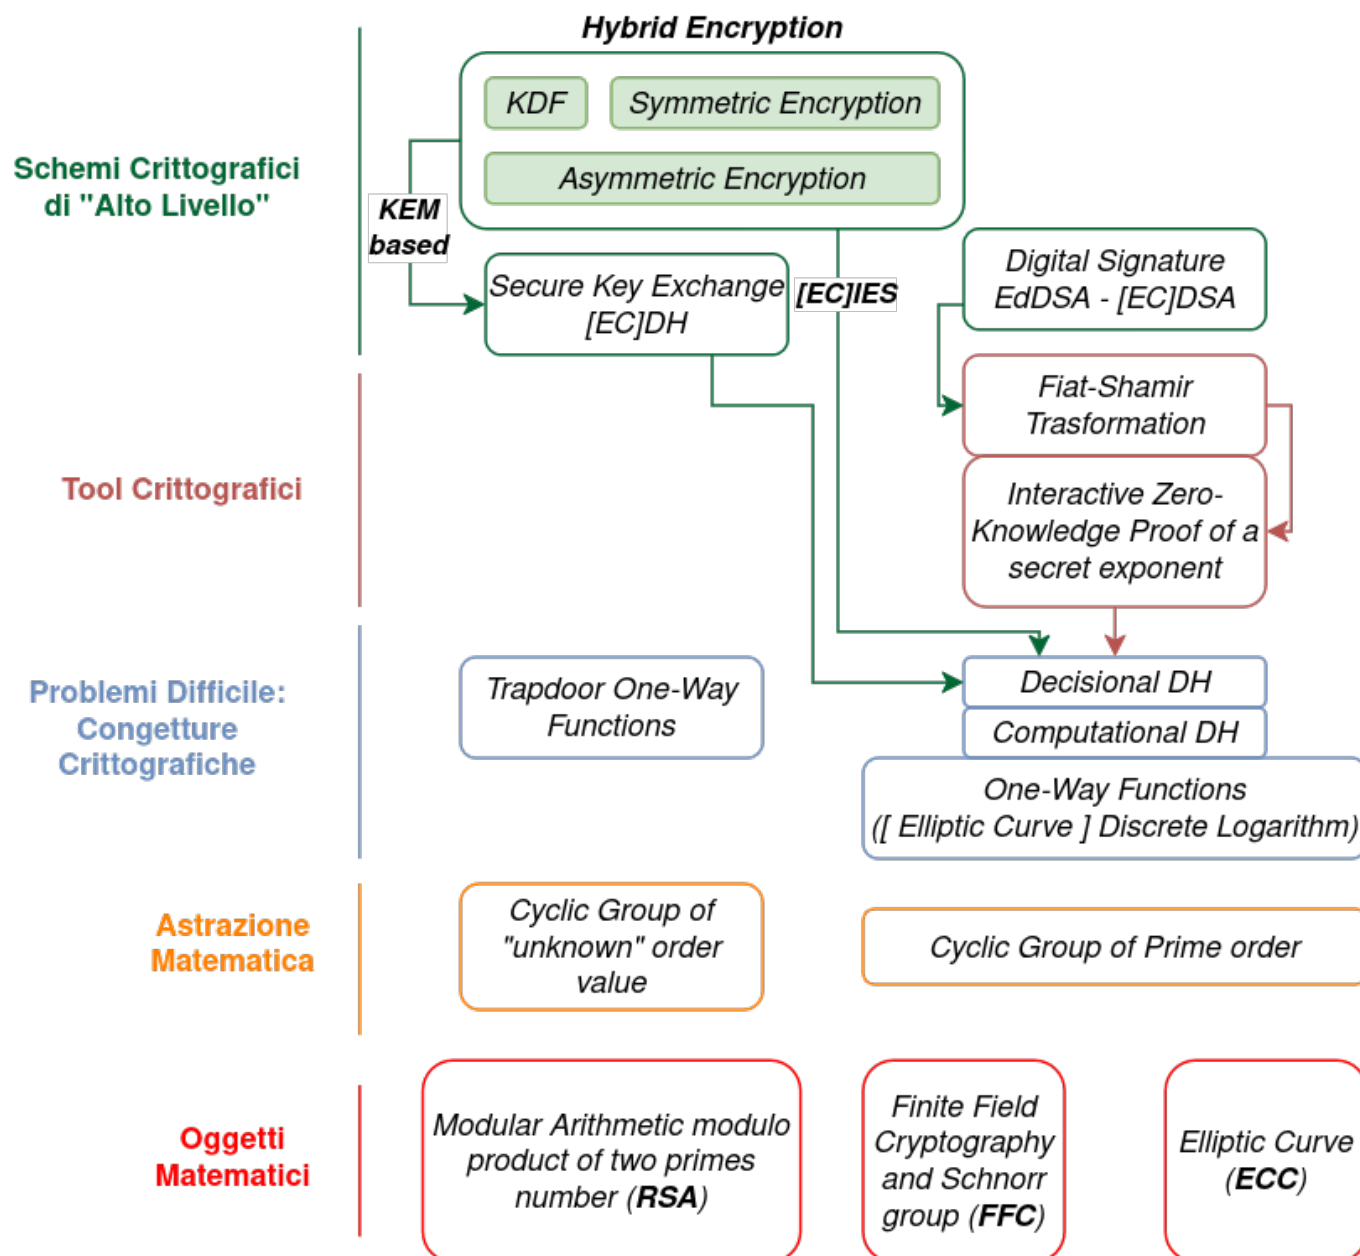 Hybrid Encryption
KDF
Symmetric Encryption
Asymmetric Encryption
Schemi Crittografici
di "Alto Livello"
KEM
based
Secure Key Exchange
[EC]DH
[EC]IES
Digital Signature
EdDSA - [EC]DSA
Fiat-Shamir
Trasformation
Tool Crittografici
Interactive Zero-
Knowledge Proof of a
secret exponent
Problemi Difficile:
Congetture
Crittografiche
Trapdoor One-Way
Functions
Decisional DH
Computational DH
One-Way Functions
([ Elliptic Curve ] Discrete Logarithm)
Astrazione
Matematica
Cyclic Group of
"unknown" order
value
Cyclic Group of Prime order
Oggetti
Matematici
Modular Arithmetic modulo
product of two primes
number (RSA)
Finite Field
Cryptography
and Schnorr
group (FFC)
Elliptic Curve
(ECC)